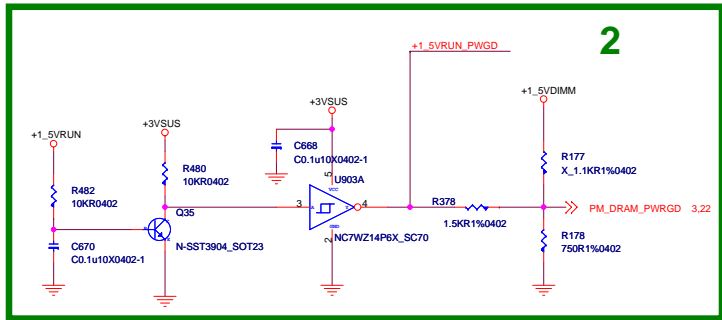 2
+1_5VRUN_PWGD
+1_5VDIMM
+3VSUS
+3VSUS
+1_5VRUN
R177
X_1.1KR1%0402
C668
C0.1u10X0402-1
R480
10KR0402
5
VCC
U903A
R482
10KR0402
R378
Q35
3
A
Y
4
PM_DRAM_PWRGD 3,22
1.5KR1%0402
GND
2
C670
C0.1u10X0402-1
N-SST3904_SOT23
NC7WZ14P6X_SC70
R178
750R1%0402